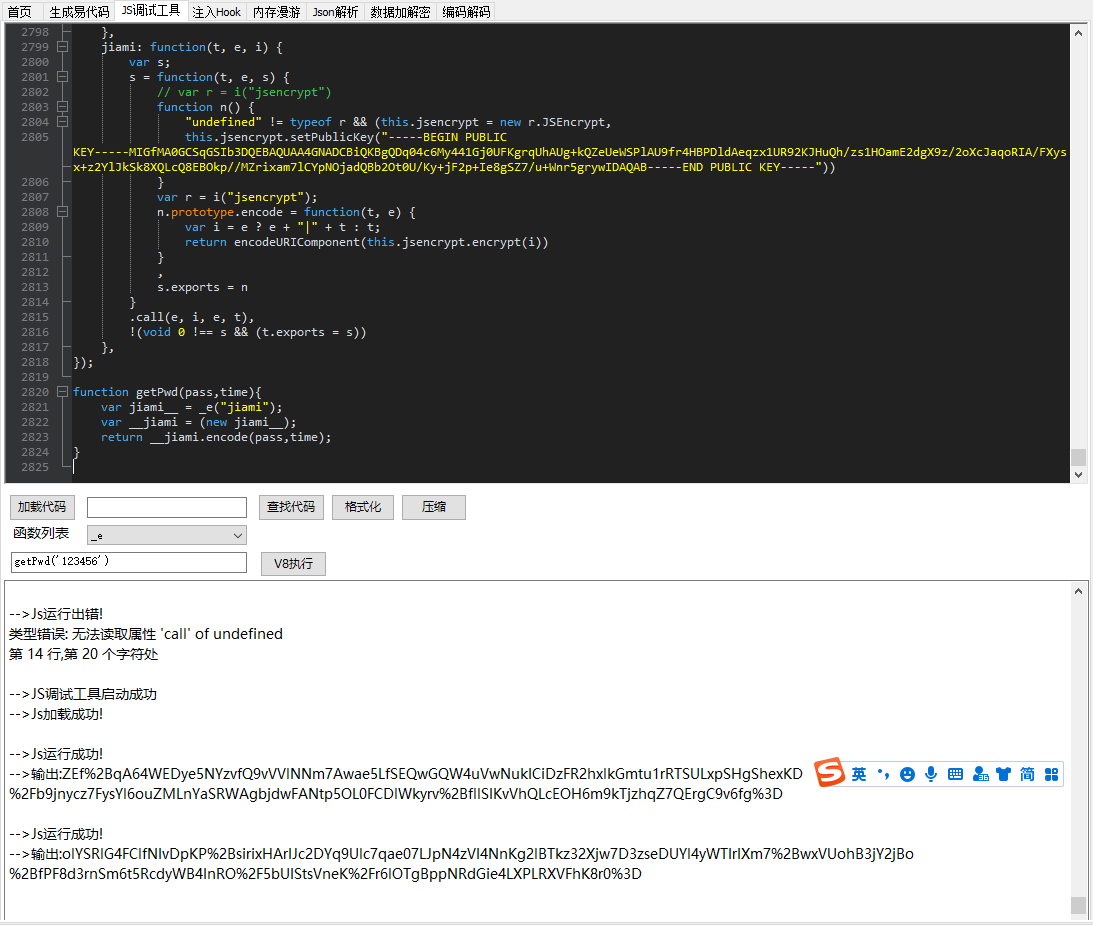 首页 生成易代码 JS调试工具 注入Hook 内存漫游 Json解析 数据加解密 编码解码
2798 },
2799 jiami: function(t, e, i) {
2800 var s;
2801 s = function(t, e, s) {
2802 // var r = i("jsencrypt")
2803 function n() {
2804 "undefined" != typeof r && (this.jsencrypt = new r.JSEncrypt,
2805 this.jsencrypt.setPublicKey("-----BEGIN PUBLIC
KEY-----MIGfMA0GCSqGSIb3DQEBAQUAA4GNADCBiQKBgQDq04c6My441Gj0UFKgrqUhAUg+kQZeUeWSPlAU9fr4HBPDldAeqzx1UR92KJHuQh/zs1HOamE2dgX9z/2oXcJaqoRIA/FXys
x+z2YlJkSk8XQLcQ8EBOkp//MZrixam7lCYpNOjadQBb2Ot0U/Ky+jF2p+Ie8gSZ7/u+Wnr5grywIDAQAB-----END PUBLIC KEY-----"))
2806 }
2807 var r = i("jsencrypt");
2808 n.prototype.encode = function(t, e) {
2809 var i = e ? e + "|" + t : t;
2810 return encodeURIComponent(this.jsencrypt.encrypt(i))
2811 }
2812 ,
2813 s.exports = n
2814 }
2815 .call(e, i, e, t),
2816 !(void 0 !== s && (t.exports = s))
2817 },
2818 });
2819
2820 function getPwd(pass,time){
2821 var jiami__ = _e("jiami");
2822 var __jiami = (new jiami__);
2823 return __jiami.encode(pass,time);
2824 }
2825
加载代码 查找代码 格式化 压缩
函数列表 _e
getPwd('123456') V8执行
-->Js运行出错!
类型错误: 无法读取属性 'call' of undefined
第 14 行,第 20 个字符处
-->JS调试工具启动成功
-->Js加载成功!
-->Js运行成功!
-->输出:ZEf%2BqA64WEDye5NYzvfQ9vVVlNNm7Awae5LfSEQwGQW4uVwNuklCiDzFR2hxlkGmtu1rRTSULxpSHgShexKD
%2Fb9jnycz7FysYl6ouZMLnYaSRWAgbjdwFANtp5OL0FCDIWkyrv%2BfIlSlKvVhQLcEOH6m9kTjzhqZ7QErgC9v6fg%3D
英 简
-->Js运行成功!
-->输出:olYSRlG4FClfNIvDpKP%2BsirixHArlJc2DYq9Ulc7qae07LJpN4zVl4NnKg2lBTkz32Xjw7D3zseDUYl4yWTlrlXm7%2BwxVUohB3jY2jBo
%2BfPF8d3rnSm6t5RcdyWB4lnRO%2F5bUIStsVneK%2Fr6lOTgBppNRdGie4LXPLRXVFhK8r0%3D